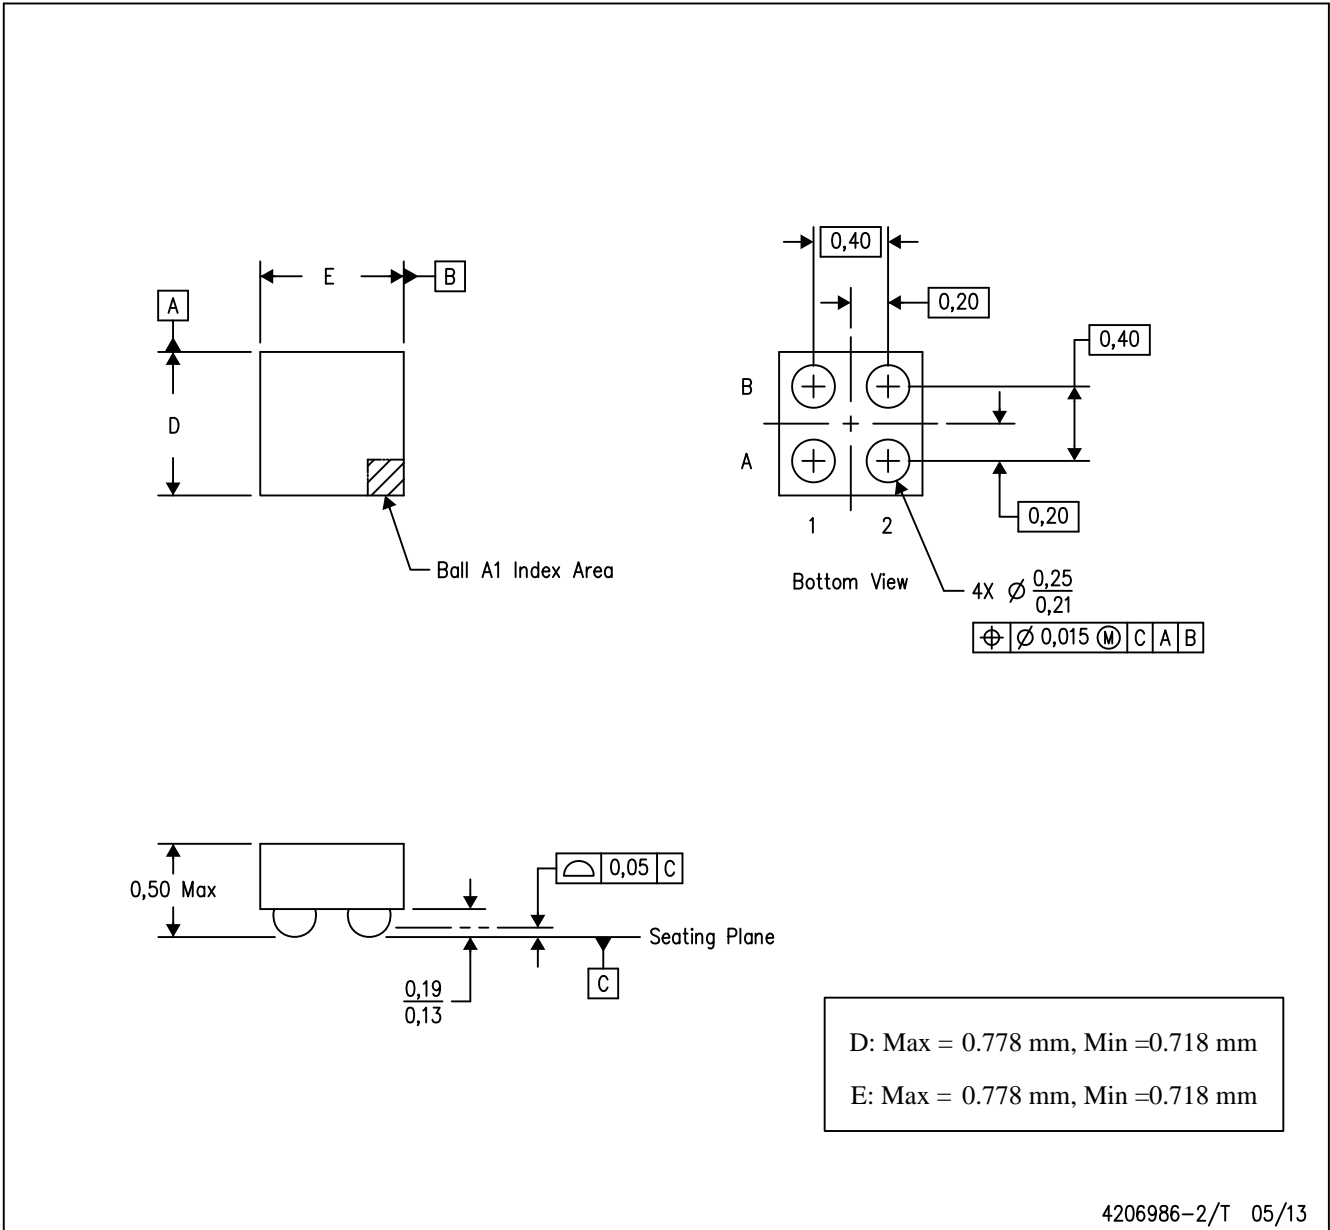 0,40
E
B
0,20
A
0,40
B
D
A
0,20
1 2
Ball A1 Index Area
Bottom View
4X Ø 0,25
0,21
⌖ Ø 0,015 Ⓜ C A B
0,05 C
0,50 Max
Seating Plane
C
0,19
0,13
D: Max = 0.778 mm, Min =0.718 mm
E: Max = 0.778 mm, Min =0.718 mm
4206986-2/T 05/13